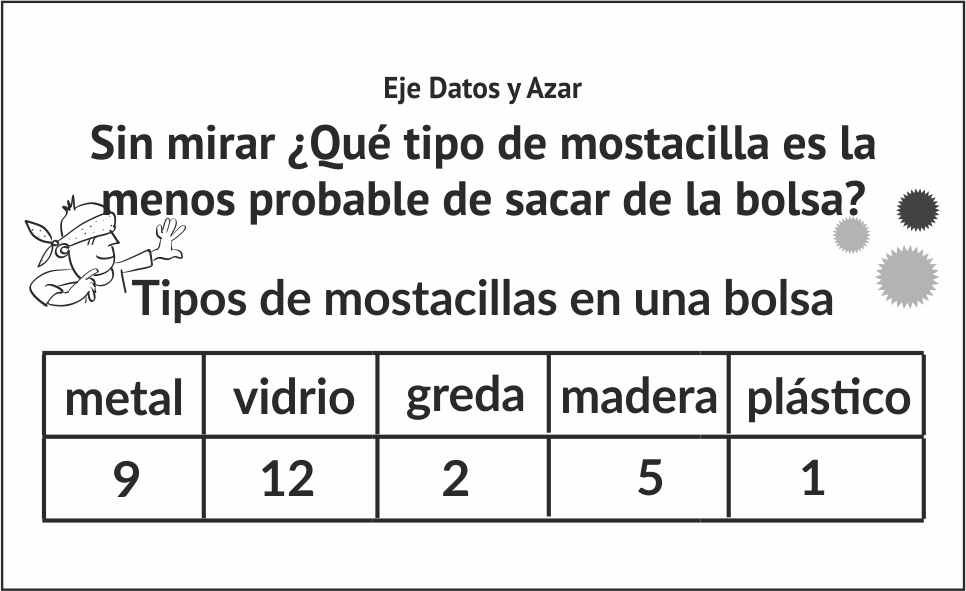 Eje Datos y Azar
Sin mirar ¿Qué tipo de mostacilla es la
menos probable de sacar de la bolsa?
Tipos de mostacillas en una bolsa
metal vidrio greda madera plástico
9 12 2 5 1